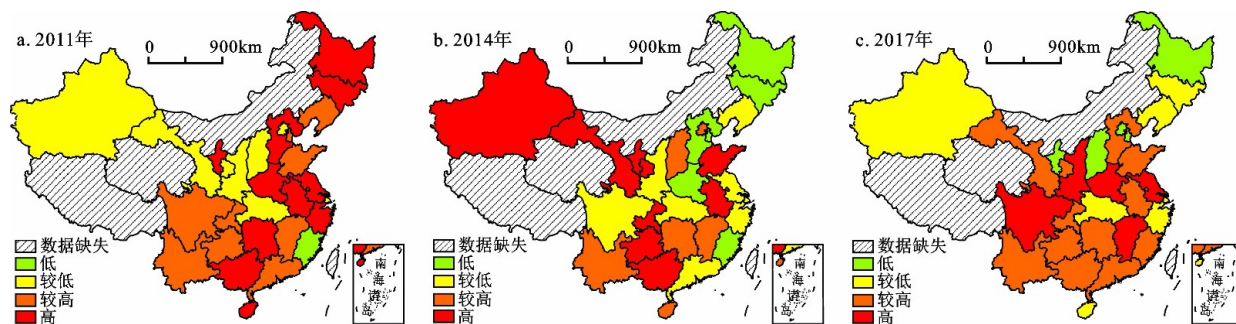 a. 2011年
0 900km
数据缺失
低
较低
较高
高
南
海
诸
岛
b. 2014年
0 900km
数据缺失
低
较低
较高
高
南
海
诸
岛
c. 2017年
0 900km
数据缺失
低
较低
较高
高
南
海
诸
岛